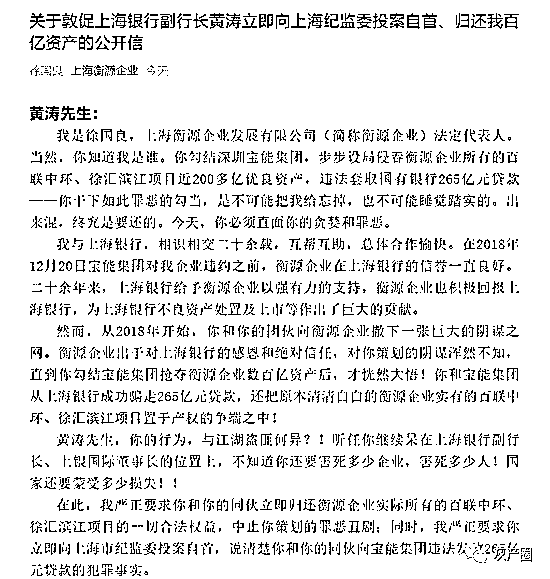 关于敦促上海银行副行长黄涛立即向上海纪监委投案自首、归还我百
亿资产的公开信
徐国良 上海衡源企业 今天
黄涛先生：
我是徐国良，上海衡源企业发展有限公司（简称衡源企业）法定代表人。
当然，你知道我是谁。你勾结深圳宝能集团，步步设局侵吞衡源企业所有的百
联中环、徐汇滨江项目近200多亿优良资产，违法套取国有银行265亿元贷款
——你干下如此罪恶的勾当，是不可能把我给忘掉，也不可能睡觉踏实的。出
来混，终究是要还的。今天，你必须直面你的贪婪和罪恶。
我与上海银行，相识相交二十余载，互帮互助，总体合作愉快。在2018年
12月20日宝能集团对我企业违约之前，衡源企业在上海银行的信誉一直良好。
二十余年来，上海银行给予衡源企业以强有力的支持，衡源企业也积极回报上
海银行，为上海银行不良资产处置及上市等作出了巨大的贡献。
然而，从2018年开始，你和你的团伙向衡源企业撒下一张巨大的阴谋之
网。衡源企业出于对上海银行的感恩和绝对信任，对你策划的阴谋浑然不知，
直到你勾结宝能集团抢夺衡源企业数百亿资产后，才恍然大悟！你和宝能集团
从上海银行成功骗走265亿元贷款，还把原本清清白白的衡源企业实有的百联中
环、徐汇滨江项目置于产权的争端之中！
黄涛先生，你的行为，与江湖盗匪何异？！听任你继续呆在上海银行副行
长、上银国际董事长的位置上，不知道你还要害死多少企业，害死多少人！国
家还要蒙受多少损失！！
在此，我严正要求你和你的同伙立即归还衡源企业实际所有的百联中环、
徐汇滨江项目的一切合法权益，中止你策划的罪恶丑剧；同时，我严正要求你
立即向上海市纪监委投案自首，说清楚你和你的同伙向宝能集团违法发放265亿
元贷款的犯罪事实。